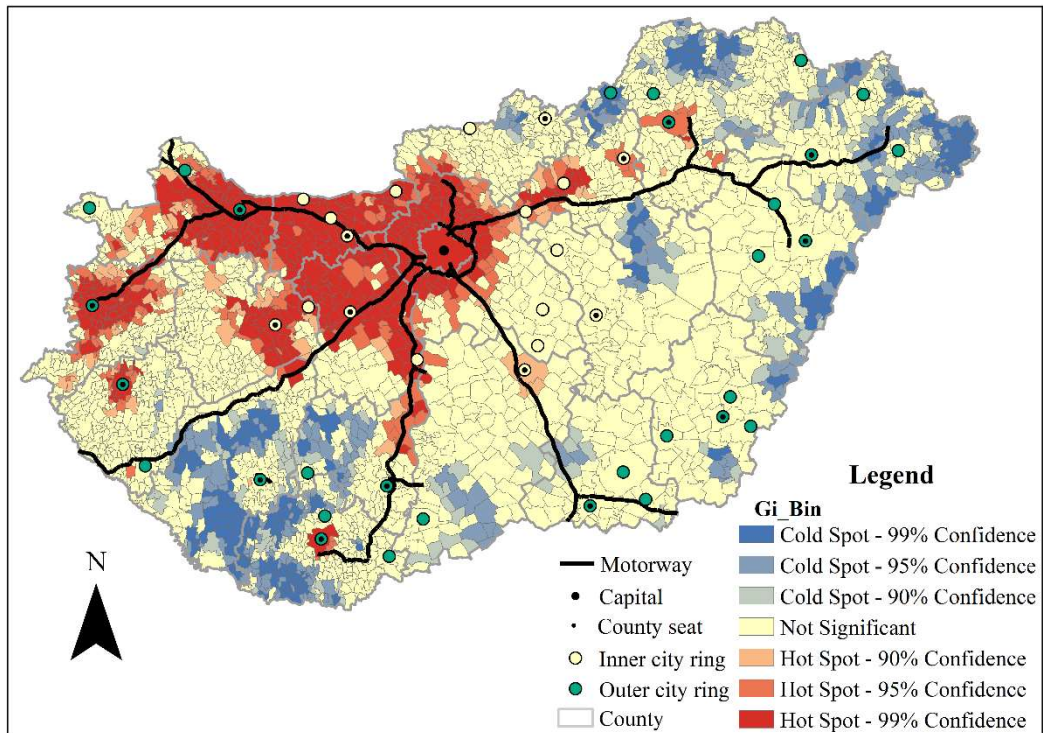 Legend
Gi_Bin
Cold Spot - 99% Confidence
Cold Spot - 95% Confidence
Cold Spot - 90% Confidence
Not Significant
Hot Spot - 90% Confidence
Hot Spot - 95% Confidence
Hot Spot - 99% Confidence
N
Motorway
Capital
County seat
Inner city ring
Outer city ring
County